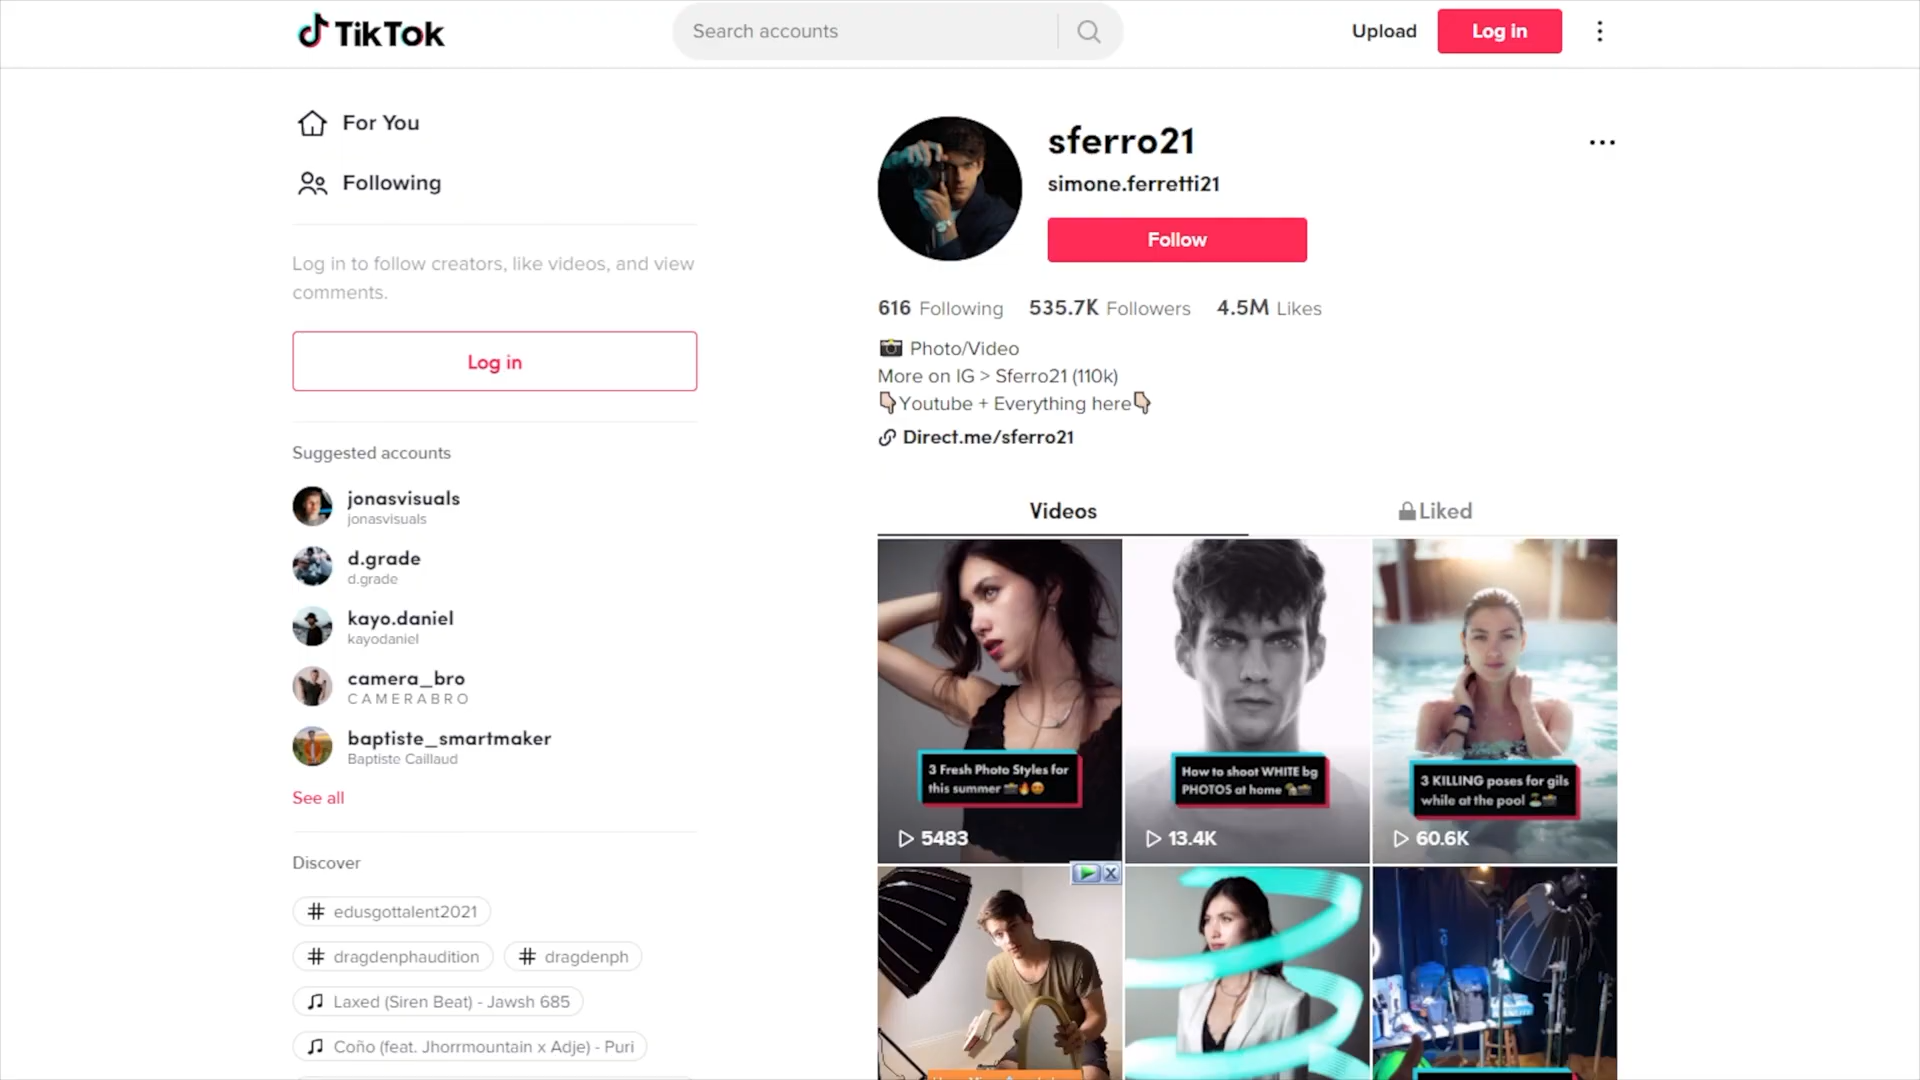 TikTok
Search accounts
Upload
Log in
For You
Following
Log in to follow creators, like videos, and view
comments.
Log in
Suggested accounts
jonasvisuals
jonasvisuals
d.grade
d.grade
kayo.daniel
kayodaniel
camera_bro
CAMERABRO
baptiste_smartmaker
Baptiste Caillaud
See all
Discover
# edusgottalent2021
# dragdenphaudition
# dragdenph
Laxed (Siren Beat) - Jawsh 685
Coño (feat. Jhorrmountain x Adje) - Puri
sferro21
simone.ferretti21
Follow
616 Following 535.7K Followers 4.5M Likes
📸 Photo/Video
More on IG > Sferro21 (110k)
👇🏻Youtube + Everything here👇🏻
Direct.me/sferro21
Videos
Liked
3 Fresh Photo Styles for
this summer
5483
How to shoot WHITE bg
PHOTOS at home
13.4K
3 KILLING poses for gils
while at the pool
60.6K